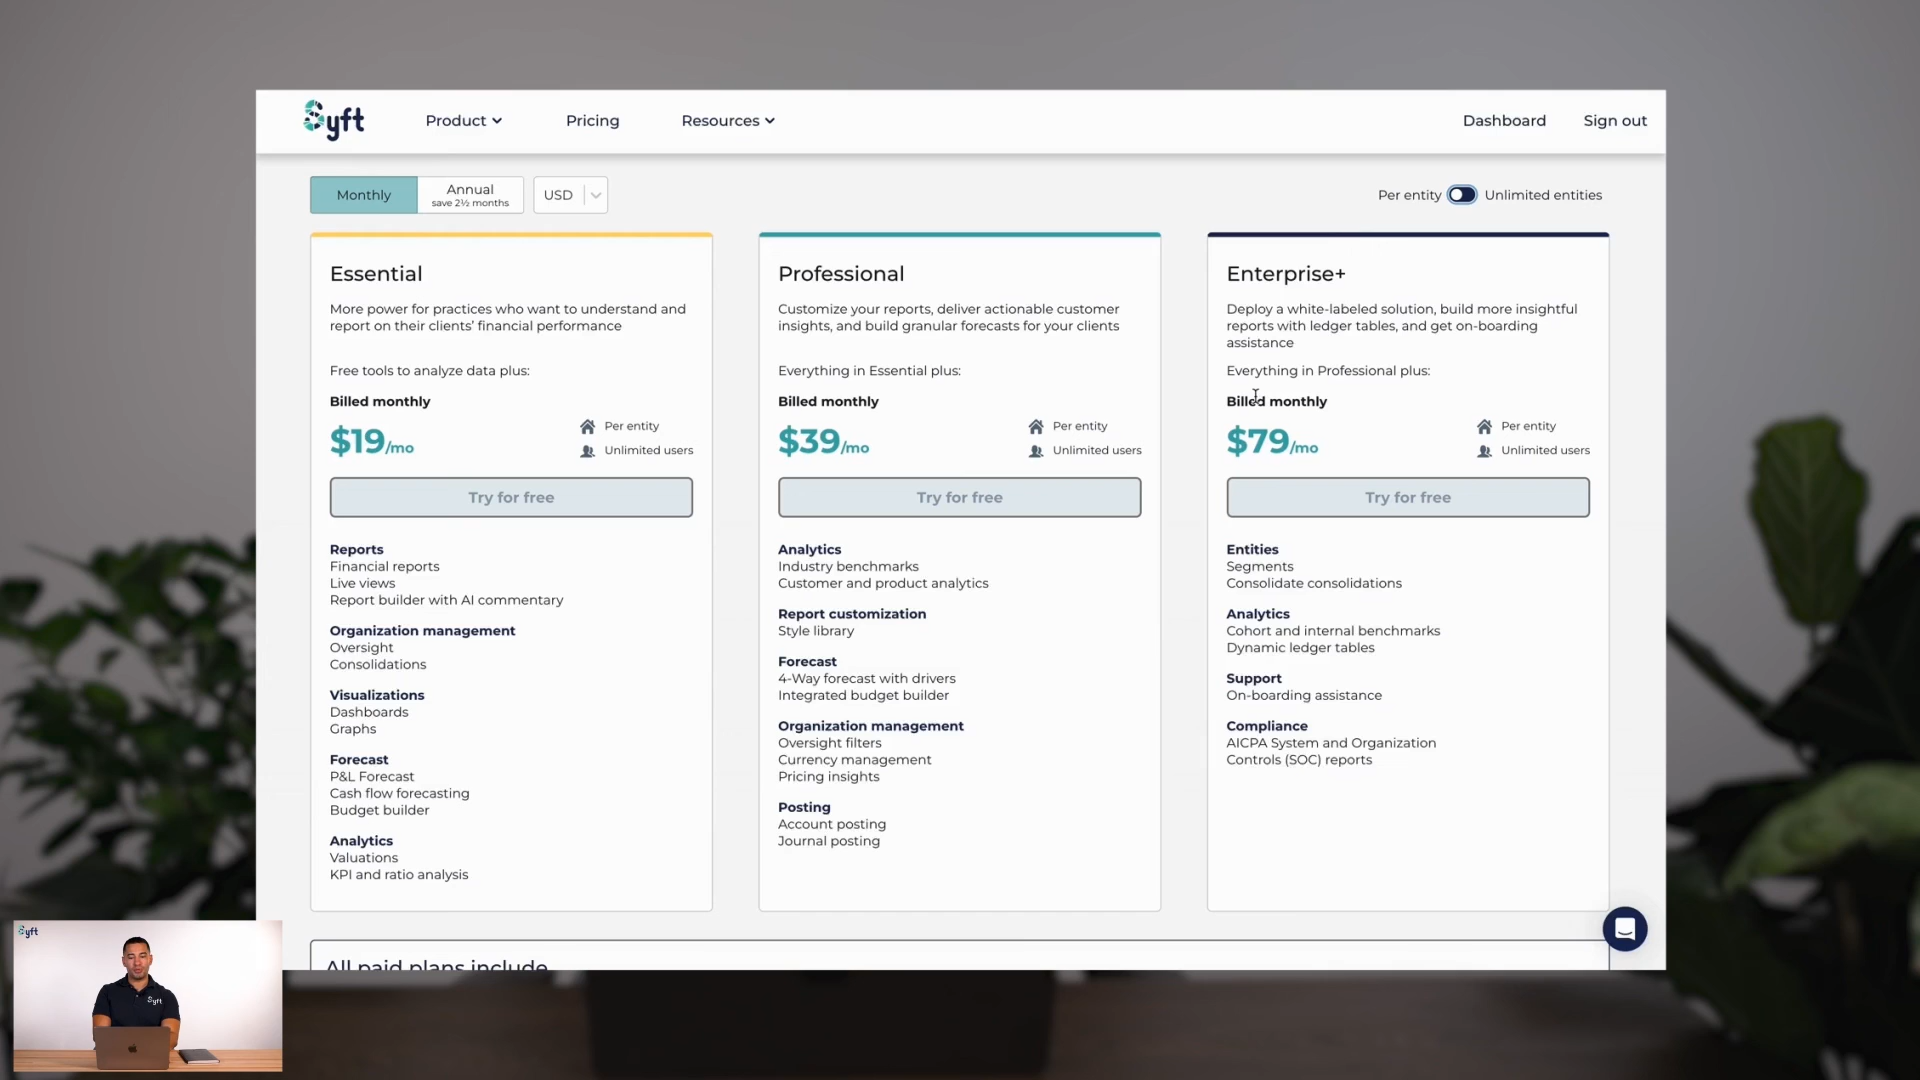 Syft
Product
Pricing
Resources
Dashboard
Sign out
Monthly
Annual
save 2½ months
USD
Per entity
Unlimited entities
Essential
More power for practices who want to understand and
report on their clients' financial performance
Free tools to analyze data plus:
Billed monthly
$19/mo
Per entity
Unlimited users
Try for free
Reports
Financial reports
Live views
Report builder with AI commentary
Organization management
Oversight
Consolidations
Visualizations
Dashboards
Graphs
Forecast
P&L Forecast
Cash flow forecasting
Budget builder
Analytics
Valuations
KPI and ratio analysis
Professional
Customize your reports, deliver actionable customer
insights, and build granular forecasts for your clients
Everything in Essential plus:
Billed monthly
$39/mo
Per entity
Unlimited users
Try for free
Analytics
Industry benchmarks
Customer and product analytics
Report customization
Style library
Forecast
4-Way forecast with drivers
Integrated budget builder
Organization management
Oversight filters
Currency management
Pricing insights
Posting
Account posting
Journal posting
Enterprise+
Deploy a white-labeled solution, build more insightful
reports with ledger tables, and get on-boarding
assistance
Everything in Professional plus:
Billed monthly
$79/mo
Per entity
Unlimited users
Try for free
Entities
Segments
Consolidate consolidations
Analytics
Cohort and internal benchmarks
Dynamic ledger tables
Support
On-boarding assistance
Compliance
AICPA System and Organization
Controls (SOC) reports
All paid plans include
Syft
Syft